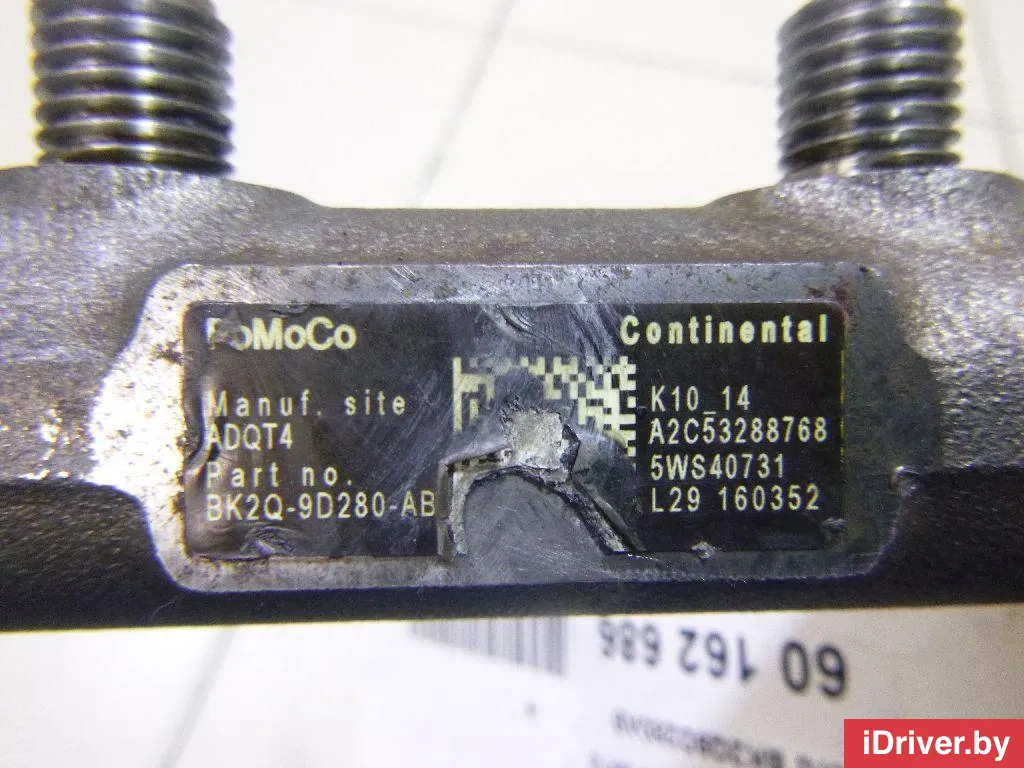 FoMoCo
Continental
Manuf. site
ADQT4
Part no.
BK2Q-9D280-AB
K10_14
A2C53288768
5WS40731
L29 160352
60 162 686
iDriver.by